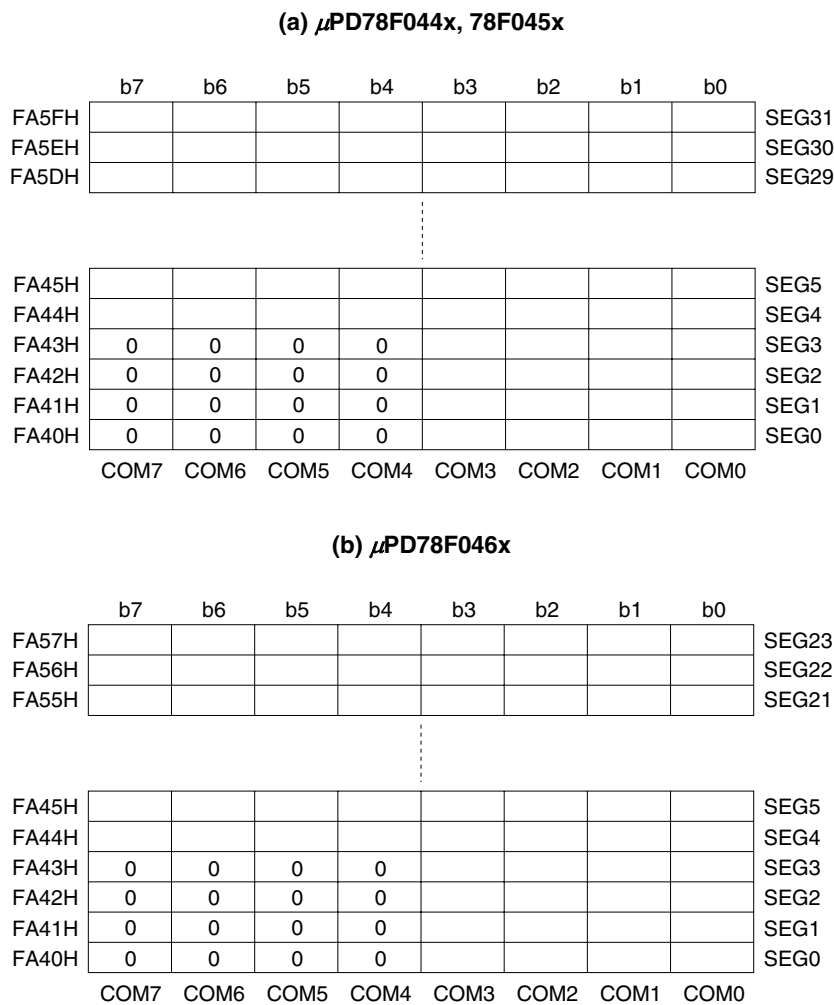 (a) μPD78F044x, 78F045x
b7 b6 b5 b4 b3 b2 b1 b0
FA5FH SEG31
FA5EH SEG30
FA5DH SEG29
FA45H SEG5
FA44H SEG4
FA43H 0 0 0 0 SEG3
FA42H 0 0 0 0 SEG2
FA41H 0 0 0 0 SEG1
FA40H 0 0 0 0 SEG0
COM7 COM6 COM5 COM4 COM3 COM2 COM1 COM0
(b) μPD78F046x
b7 b6 b5 b4 b3 b2 b1 b0
FA57H SEG23
FA56H SEG22
FA55H SEG21
FA45H SEG5
FA44H SEG4
FA43H 0 0 0 0 SEG3
FA42H 0 0 0 0 SEG2
FA41H 0 0 0 0 SEG1
FA40H 0 0 0 0 SEG0
COM7 COM6 COM5 COM4 COM3 COM2 COM1 COM0